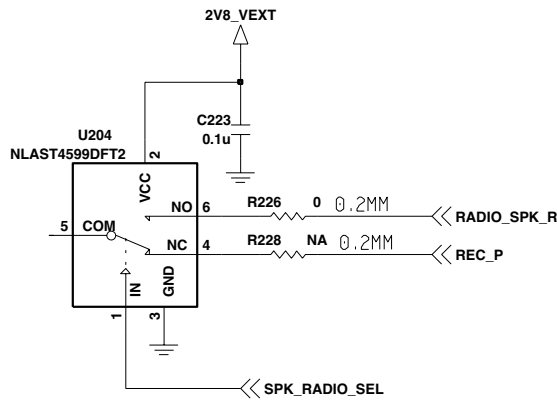 2V8_VEXT
C223
0.1u
U204
NLAST4599DFT2
2
VCC
NO 6 R226 0 0.2MM RADIO_SPK_R
5 COM
NC 4 R228 NA 0.2MM REC_P
IN
GND
1
3
SPK_RADIO_SEL